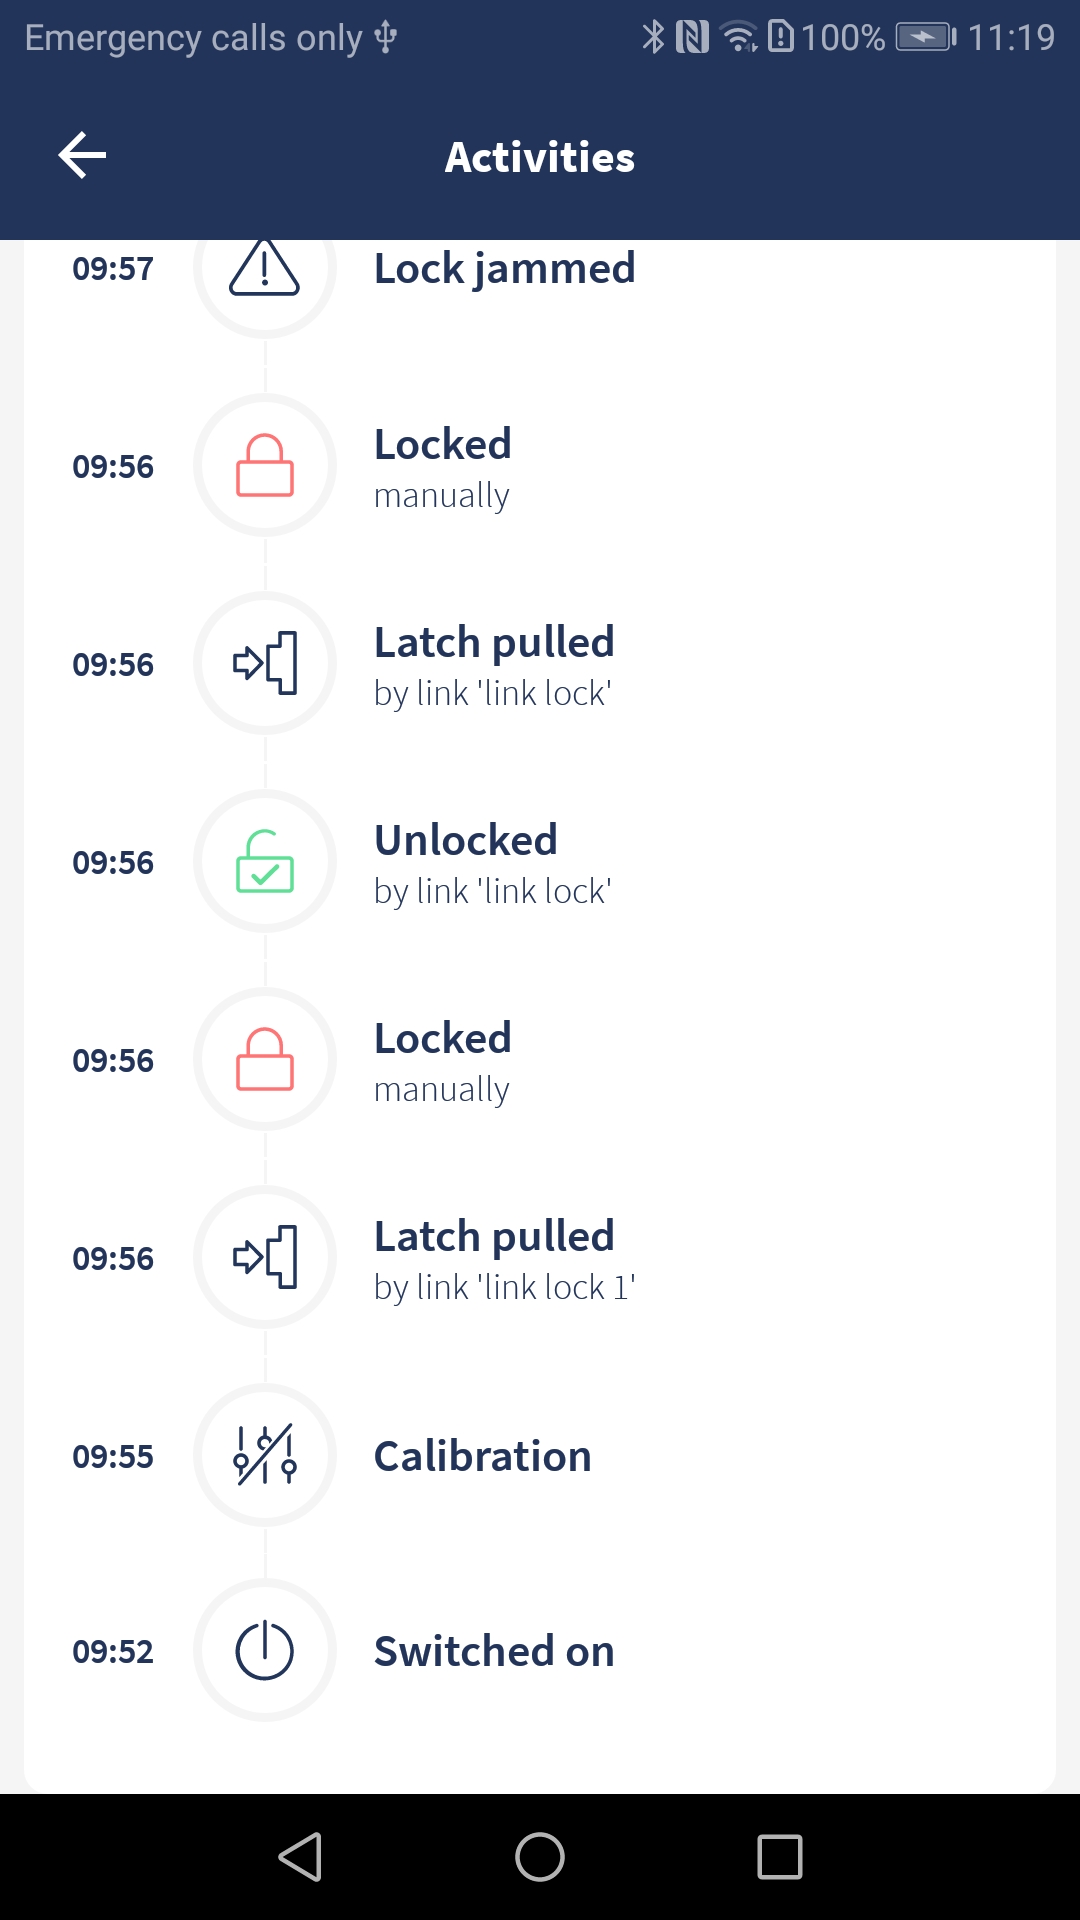 Emergency calls only 100% 11:19
Activities
09:57 Lock jammed
09:56 Locked
manually
09:56 Latch pulled
by link 'link lock'
09:56 Unlocked
by link 'link lock'
09:56 Locked
manually
09:56 Latch pulled
by link 'link lock 1'
09:55 Calibration
09:52 Switched on